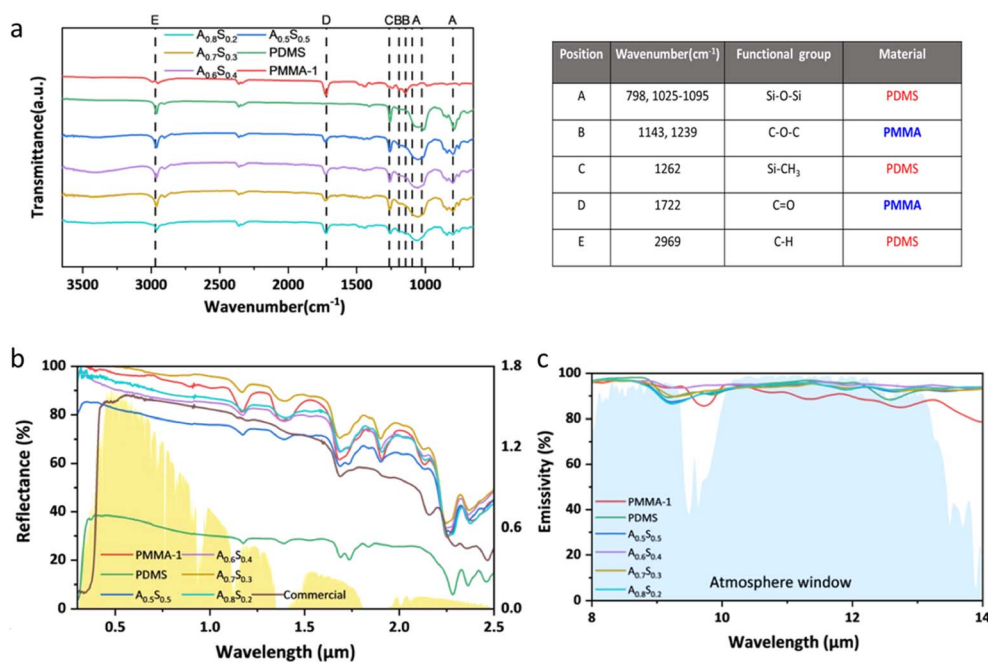 a
E D C B B A A
A0.8S0.2 A0.5S0.5
A0.7S0.3 PDMS
A0.6S0.4 PMMA-1
Transmittance(a.u.)
3500 3000 2500 2000 1500 1000
Wavenumber(cm-1)
Position Wavenumber(cm-1) Functional group Material
A 798, 1025-1095 Si-O-Si PDMS
B 1143, 1239 C-O-C PMMA
C 1262 Si-CH3 PDMS
D 1722 C=O PMMA
E 2969 C-H PDMS
b
100
80
60
40
20
0
Reflectance (%)
1.8
1.2
0.6
0.0
PMMA-1 A0.6S0.4
PDMS A0.7S0.3
A0.5S0.5 A0.8S0.2 Commercial
0.5 1.0 1.5 2.0 2.5
Wavelength (μm)
c
100
80
60
40
20
0
Emissivity (%)
PMMA-1
PDMS
A0.5S0.5
A0.6S0.4
A0.7S0.3
A0.8S0.2
Atmosphere window
8 10 12 14
Wavelength (μm)